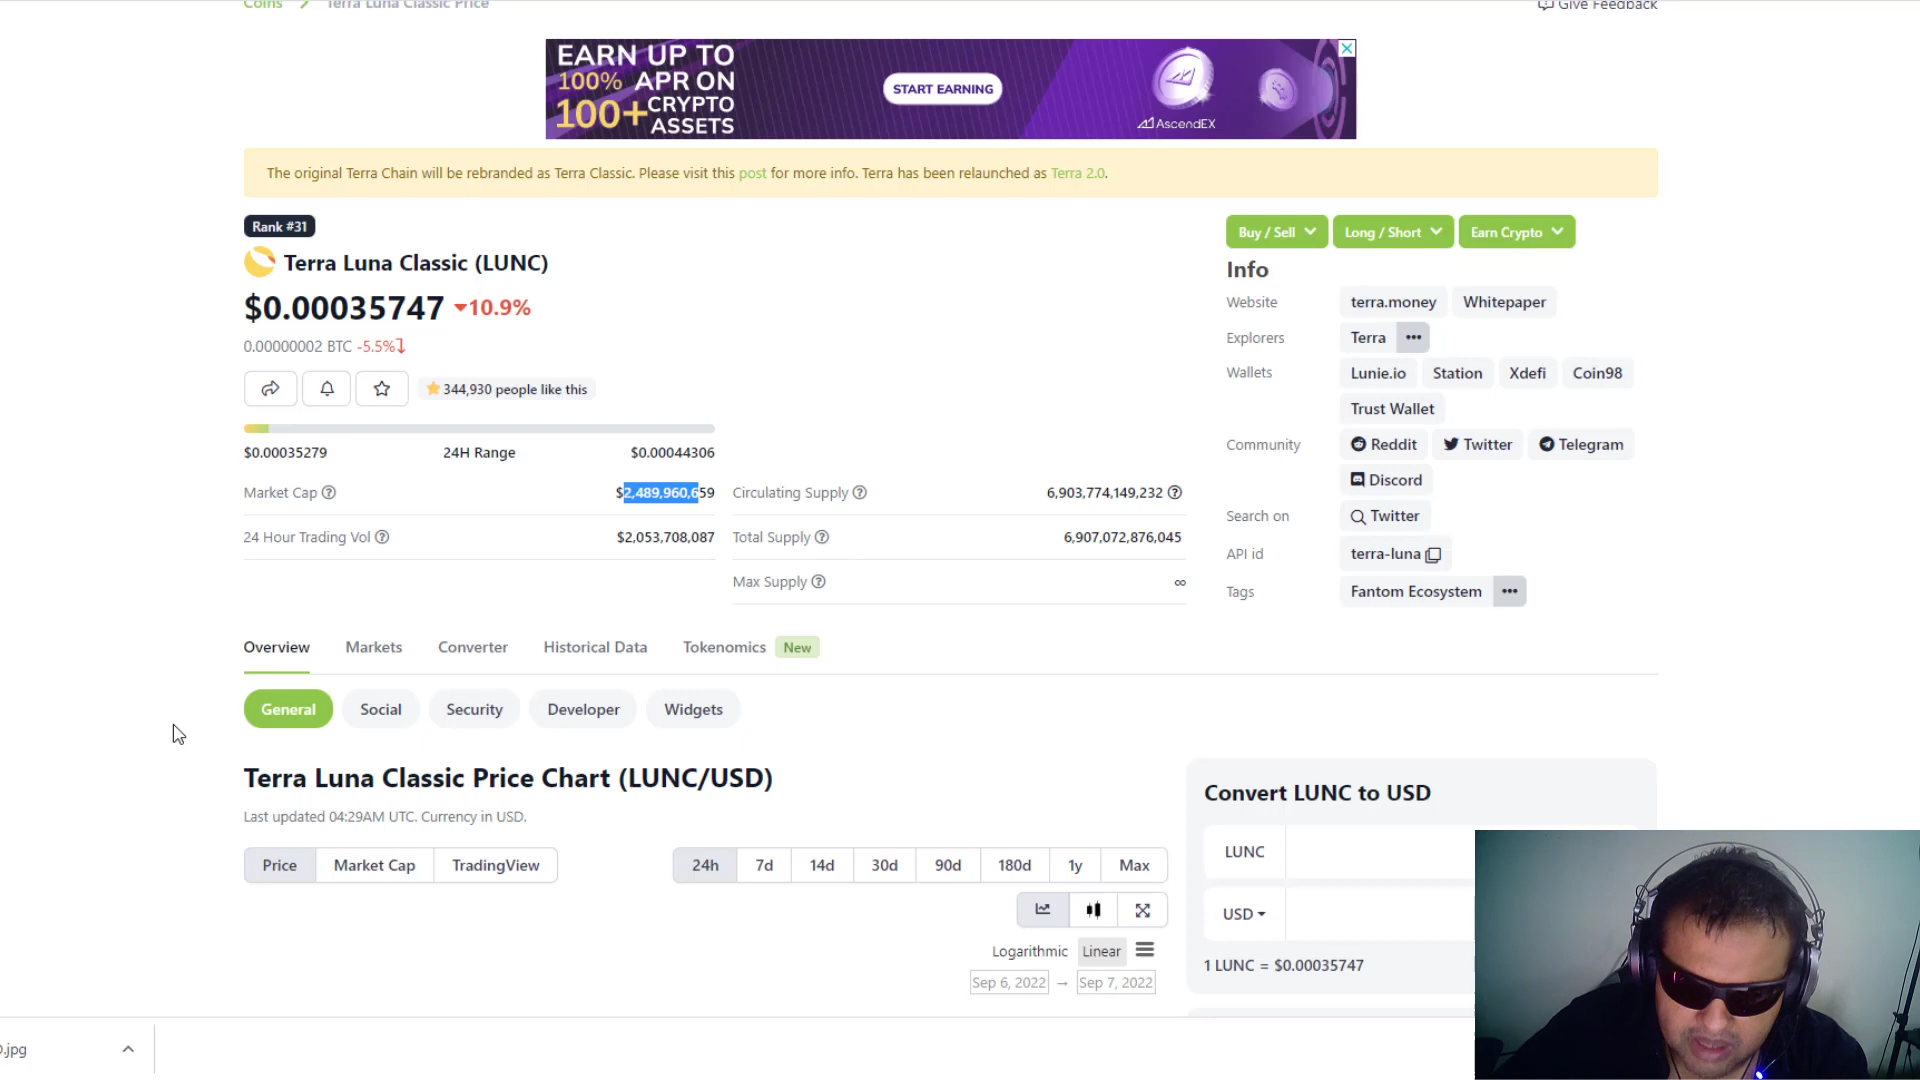 Coins
Terra Luna Classic Price
Give Feedback
EARN UP TO
100% APR ON
100+ CRYPTO
ASSETS
START EARNING
AscendEX
The original Terra Chain will be rebranded as Terra Classic. Please visit this post for more info. Terra has been relaunched as Terra 2.0.
Rank #31
Terra Luna Classic (LUNC)
$0.00035747 10.9%
0.00000002 BTC -5.5%
344,930 people like this
$0.00035279 24H Range $0.00044306
Market Cap $2,489,960,659
24 Hour Trading Vol $2,053,708,087
Circulating Supply 6,903,774,149,232
Total Supply 6,907,072,876,045
Max Supply ∞
Buy / Sell Long / Short Earn Crypto
Info
Website terra.money Whitepaper
Explorers Terra •••
Wallets Lunie.io Station Xdefi Coin98
Trust Wallet
Community Reddit Twitter Telegram
Discord
Search on Twitter
API id terra-luna
Tags Fantom Ecosystem •••
Overview Markets Converter Historical Data Tokenomics New
General Social Security Developer Widgets
Terra Luna Classic Price Chart (LUNC/USD)
Last updated 04:29AM UTC. Currency in USD.
Price Market Cap TradingView
24h 7d 14d 30d 90d 180d 1y Max
Logarithmic Linear
Sep 6, 2022 → Sep 7, 2022
Convert LUNC to USD
LUNC
USD
1 LUNC = $0.00035747
.jpg